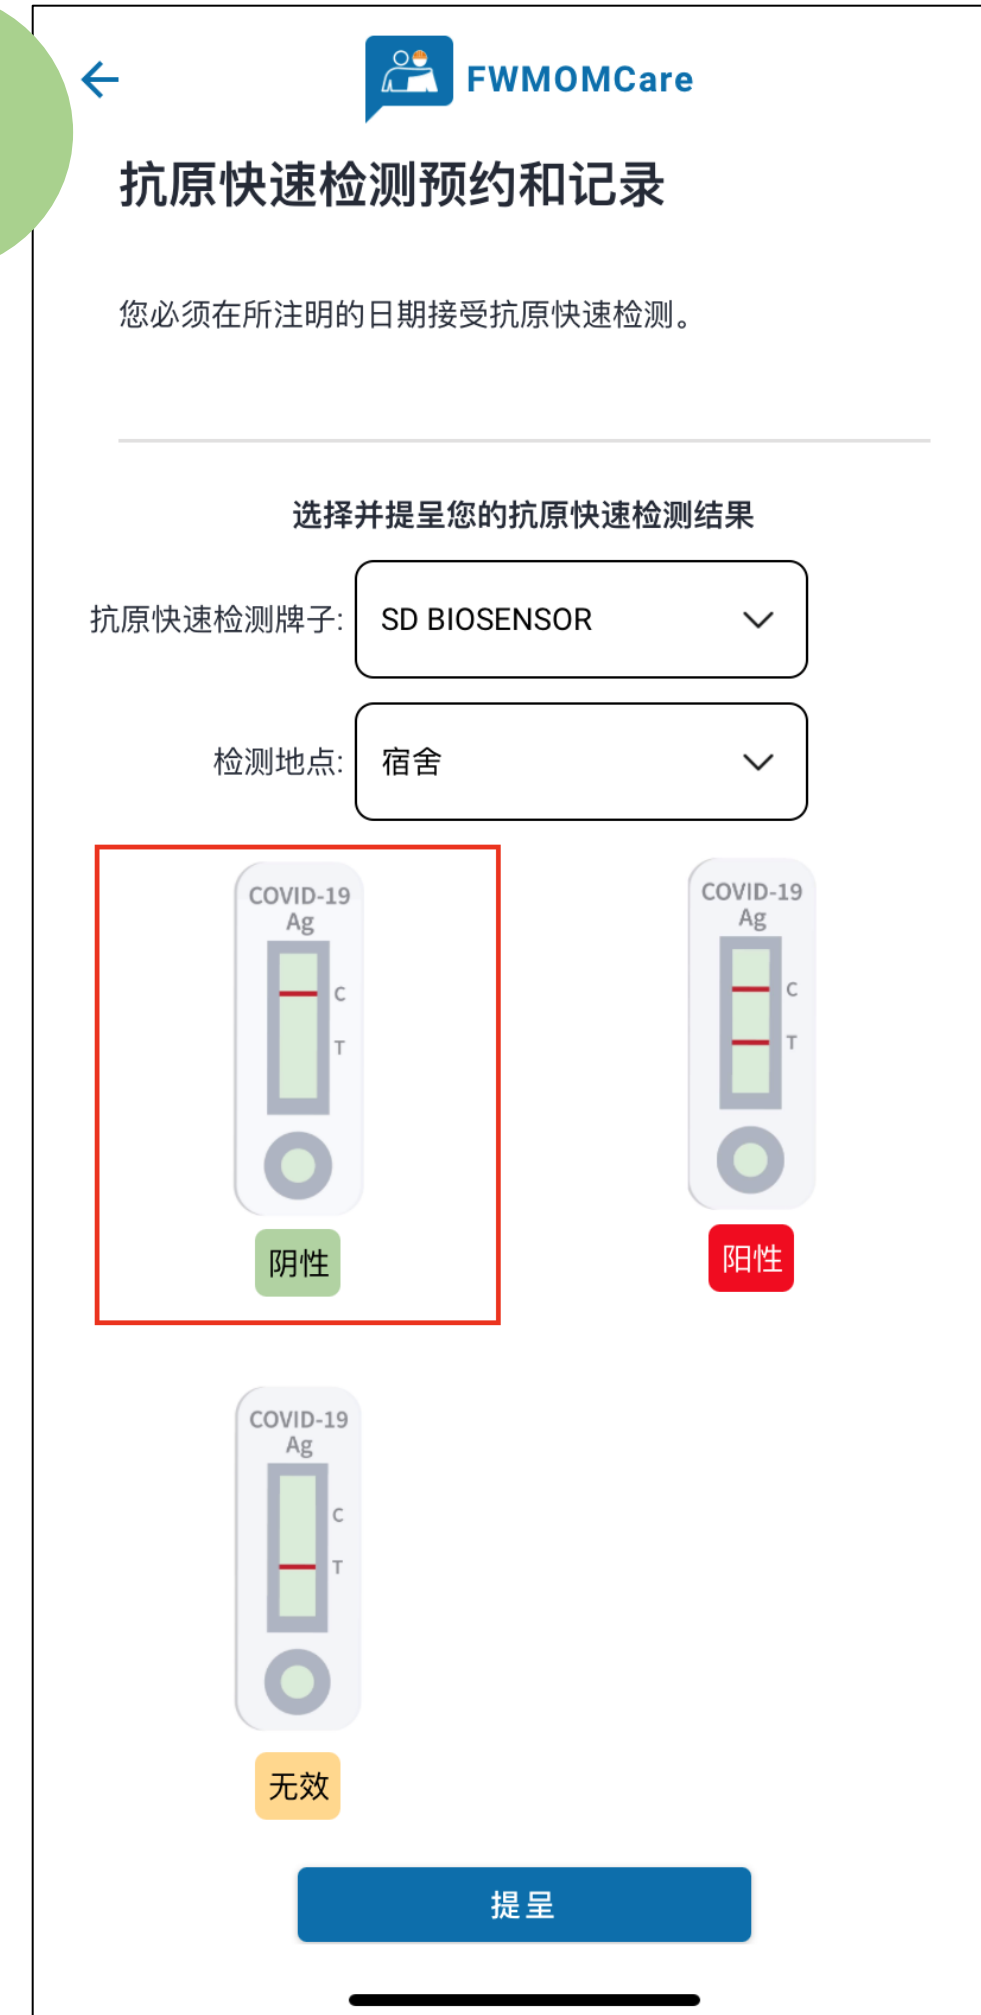 FWMOMCare
抗原快速检测预约和记录
您必须在所注明的日期接受抗原快速检测。
选择并提呈您的抗原快速检测结果
抗原快速检测牌子: SD BIOSENSOR
检测地点: 宿舍
COVID-19
Ag
C
T
阴性
COVID-19
Ag
C
T
阳性
COVID-19
Ag
C
T
无效
提呈